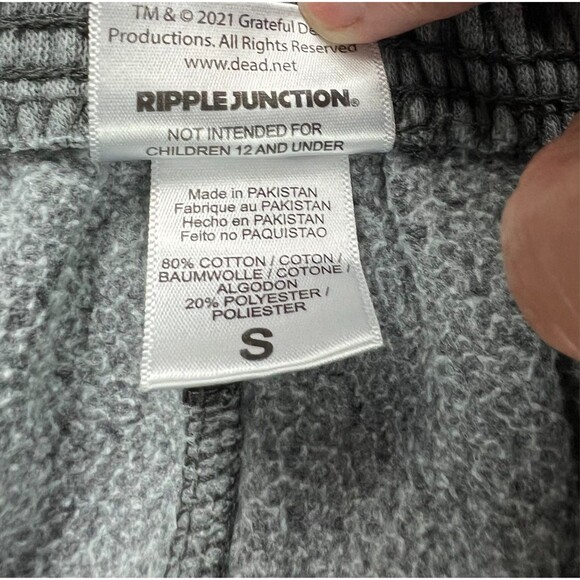 TM & © 2021 Grateful De
Productions. All Rights Reserved
www.dead.net
RIPPLE JUNCTION®
NOT INTENDED FOR
CHILDREN 12 AND UNDER
Made in PAKISTAN
Fabrique au PAKISTAN
Hecho en PAKISTAN
Feito no PAQUISTAO
80% COTTON / COTON /
BAUMWOLLE / COTONE /
ALGODON
20% POLYESTER /
POLIESTER
S